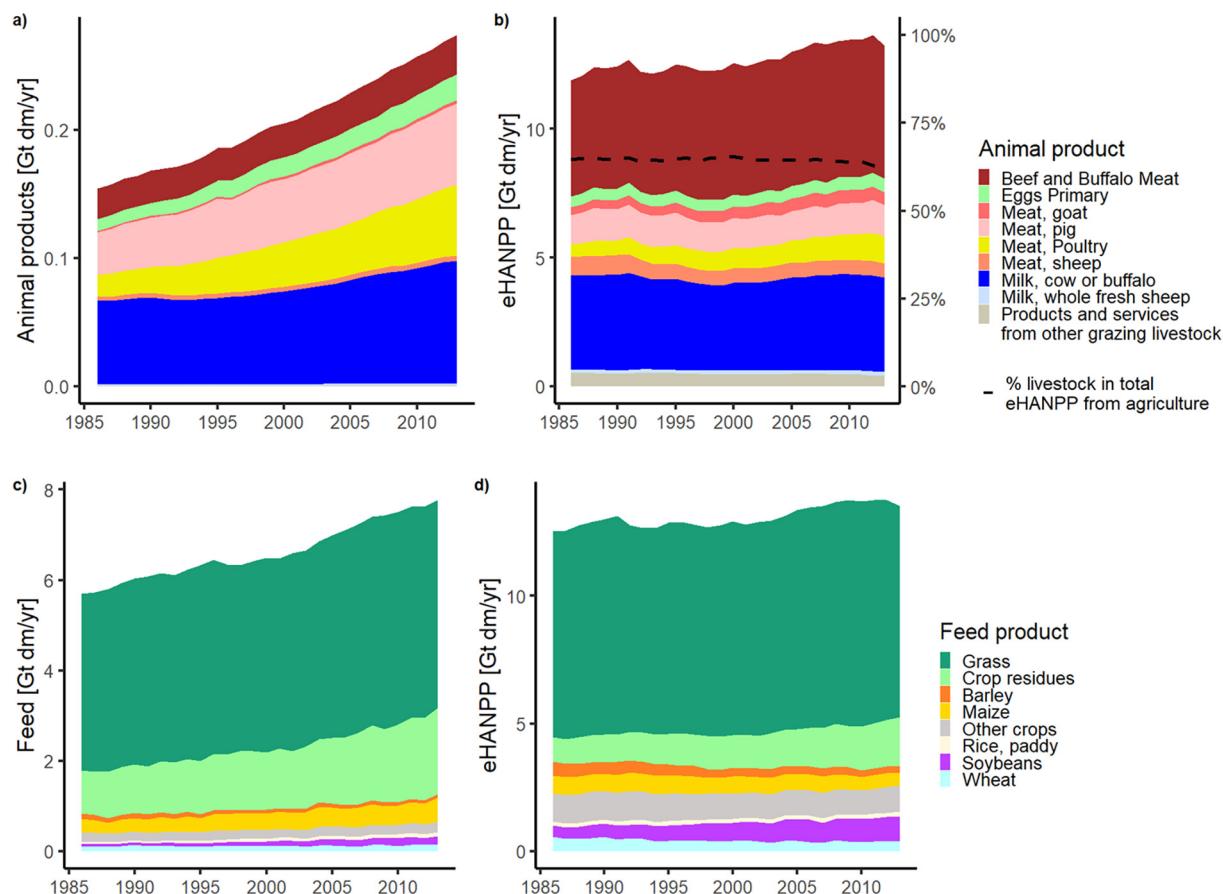 a)
Animal products [Gt dm/yr]
0.2
0.1
0.0
1985 1990 1995 2000 2005 2010
b)
eHANPP [Gt dm/yr]
10
5
0
100%
75%
50%
25%
0%
1985 1990 1995 2000 2005 2010
Animal product
Beef and Buffalo Meat
Eggs Primary
Meat, goat
Meat, pig
Meat, Poultry
Meat, sheep
Milk, cow or buffalo
Milk, whole fresh sheep
Products and services
from other grazing livestock
% livestock in total
eHANPP from agriculture
c)
Feed [Gt dm/yr]
8
6
4
2
0
1985 1990 1995 2000 2005 2010
d)
eHANPP [Gt dm/yr]
10
5
0
1985 1990 1995 2000 2005 2010
Feed product
Grass
Crop residues
Barley
Maize
Other crops
Rice, paddy
Soybeans
Wheat